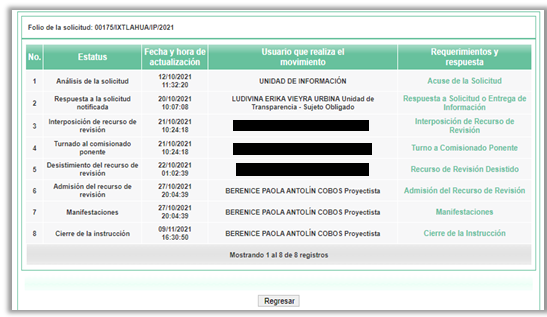 Folio de la solicitud: 00175/IXTLAHUA/IP/2021
No. Estatus Fecha y hora de actualización Usuario que realiza el movimiento Requerimientos y respuesta
1 Análisis de la solicitud 12/10/2021 11:32:20 UNIDAD DE INFORMACIÓN Acuse de la Solicitud
2 Respuesta a la solicitud notificada 20/10/2021 10:07:08 LUDIVINA ERIKA VIEYRA URBINA Unidad de Transparencia - Sujeto Obligado Respuesta a Solicitud o Entrega de Información
3 Interposición de recurso de revisión 21/10/2021 10:24:18 Interposición de Recurso de Revisión
4 Turnado al comisionado ponente 21/10/2021 10:24:18 Turno a Comisionado Ponente
5 Desistimiento del recurso de revisión 22/10/2021 01:02:39 Recurso de Revisión Desistido
6 Admisión del recurso de revisión 27/10/2021 20:04:39 BERENICE PAOLA ANTOLÍN COBOS Proyectista Admisión del Recurso de Revisión
7 Manifestaciones 27/10/2021 20:04:39 BERENICE PAOLA ANTOLÍN COBOS Proyectista Manifestaciones
8 Cierre de la instrucción 09/11/2021 16:30:50 BERENICE PAOLA ANTOLÍN COBOS Proyectista Cierre de la Instrucción
Mostrando 1 al 8 de 8 registros
Regresar